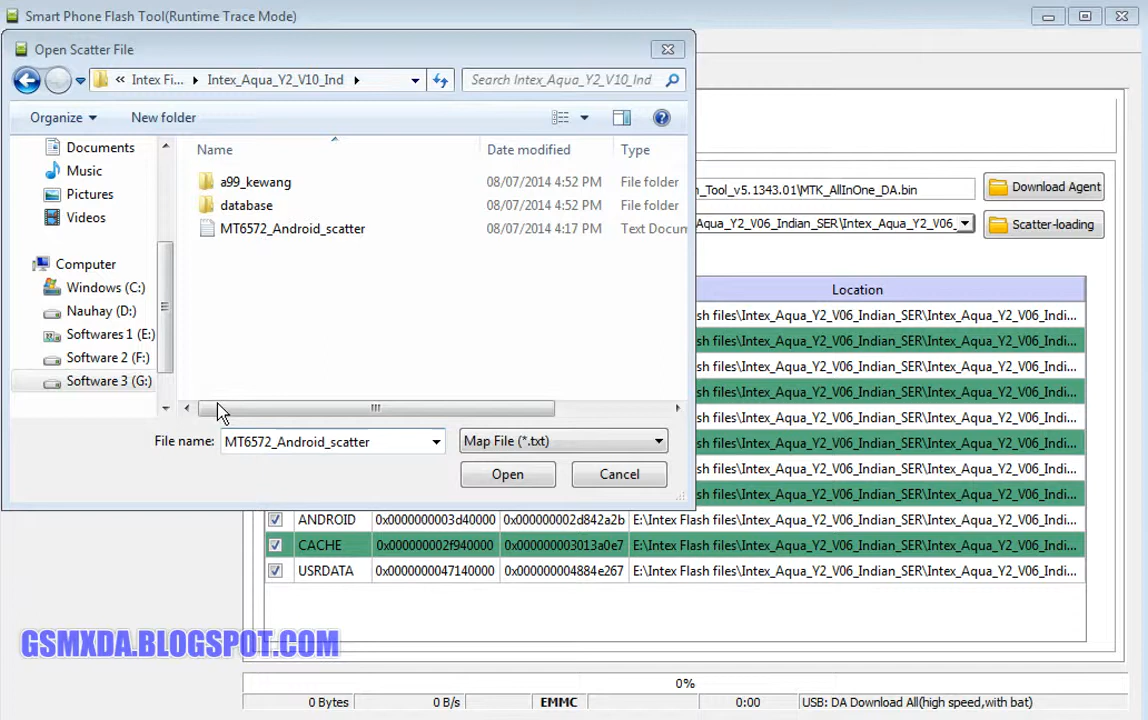 Smart Phone Flash Tool(Runtime Trace Mode)
Open Scatter File
« Intex Fi... Intex_Aqua_Y2_V10_Ind
Search Intex_Aqua_Y2_V10_Ind
Organize New folder
Documents
Music
Pictures
Videos
Computer
Windows (C:)
Nauhay (D:)
Softwares 1 (E:)
Software 2 (F:)
Software 3 (G:)
Name Date modified Type
a99_kewang 08/07/2014 4:52 PM File folder
database 08/07/2014 4:52 PM File folder
MT6572_Android_scatter 08/07/2014 4:17 PM Text Docum
File name: MT6572_Android_scatter Map File (*.txt)
Open Cancel
_Tool_v5.1343.01\MTK_AllInOne_DA.bin Download Agent
Aqua_Y2_V06_Indian_SER\Intex_Aqua_Y2_V06_ Scatter-loading
Location
sh files\Intex_Aqua_Y2_V06_Indian_SER\Intex_Aqua_Y2_V06_Indi...
sh files\Intex_Aqua_Y2_V06_Indian_SER\Intex_Aqua_Y2_V06_Indi...
sh files\Intex_Aqua_Y2_V06_Indian_SER\Intex_Aqua_Y2_V06_Indi...
sh files\Intex_Aqua_Y2_V06_Indian_SER\Intex_Aqua_Y2_V06_Indi...
sh files\Intex_Aqua_Y2_V06_Indian_SER\Intex_Aqua_Y2_V06_Indi...
sh files\Intex_Aqua_Y2_V06_Indian_SER\Intex_Aqua_Y2_V06_Indi...
sh files\Intex_Aqua_Y2_V06_Indian_SER\Intex_Aqua_Y2_V06_Indi...
sh files\Intex_Aqua_Y2_V06_Indian_SER\Intex_Aqua_Y2_V06_Indi...
ANDROID 0x0000000003d40000 0x000000002d842a2b E:\Intex Flash files\Intex_Aqua_Y2_V06_Indian_SER\Intex_Aqua_Y2_V06_Indi...
CACHE 0x000000002f940000 0x000000003013a0e7 E:\Intex Flash files\Intex_Aqua_Y2_V06_Indian_SER\Intex_Aqua_Y2_V06_Indi...
USRDATA 0x0000000047140000 0x000000004884e267 E:\Intex Flash files\Intex_Aqua_Y2_V06_Indian_SER\Intex_Aqua_Y2_V06_Indi...
GSMXDA.BLOGSPOT.COM
0%
0 Bytes 0 B/s EMMC 0:00 USB: DA Download All(high speed,with bat)